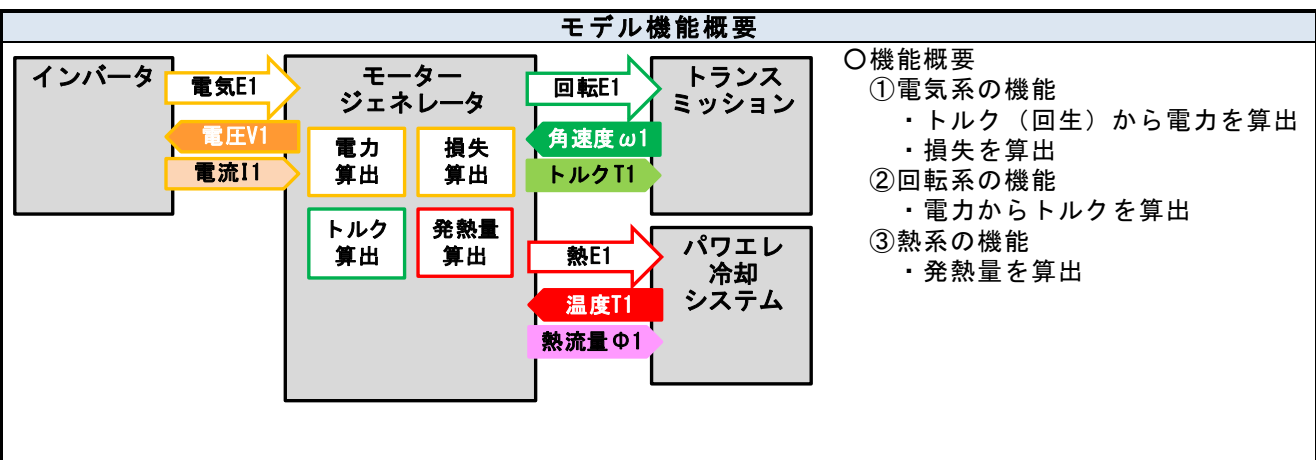 モデル機能概要
インバータ
電気E1
電圧V1
電流I1
モーター
ジェネレータ
電力
算出
損失
算出
トルク
算出
発熱量
算出
回転E1
角速度ω1
トルクT1
トランス
ミッション
熱E1
温度T1
熱流量Φ1
パワエレ
冷却
システム
〇機能概要
①電気系の機能
・トルク（回生）から電力を算出
・損失を算出
②回転系の機能
・電力からトルクを算出
③熱系の機能
・発熱量を算出